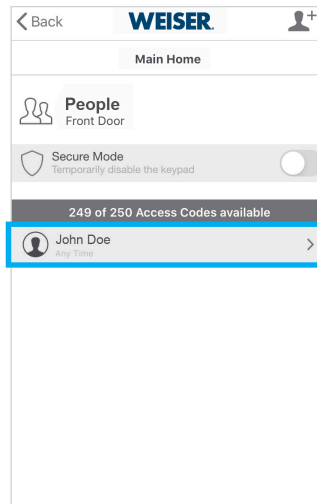 Back
WEISER.
Main Home
People
Front Door
Secure Mode
Temporarily disable the keypad
249 of 250 Access Codes available
John Doe
Any Time